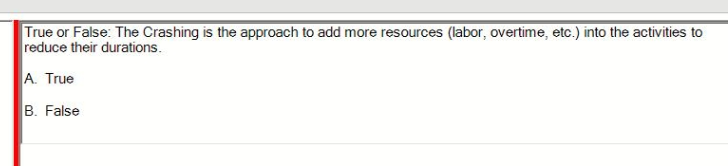 True or False: The Crashing is the approach to add more resources (labor, overtime, etc.) into the activities to
reduce their durations.
A. True
B. False